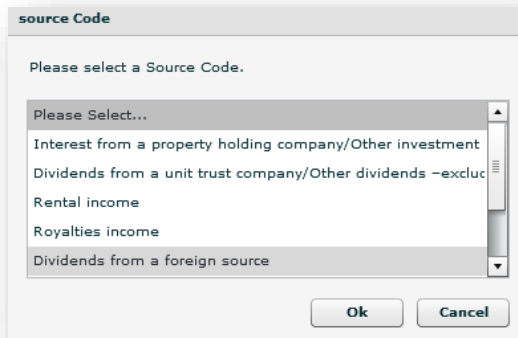 source Code
Please select a Source Code.
Please Select...
Interest from a property holding company/Other investment
Dividends from a unit trust company/Other dividends –excluc
Rental income
Royalties income
Dividends from a foreign source
Ok Cancel